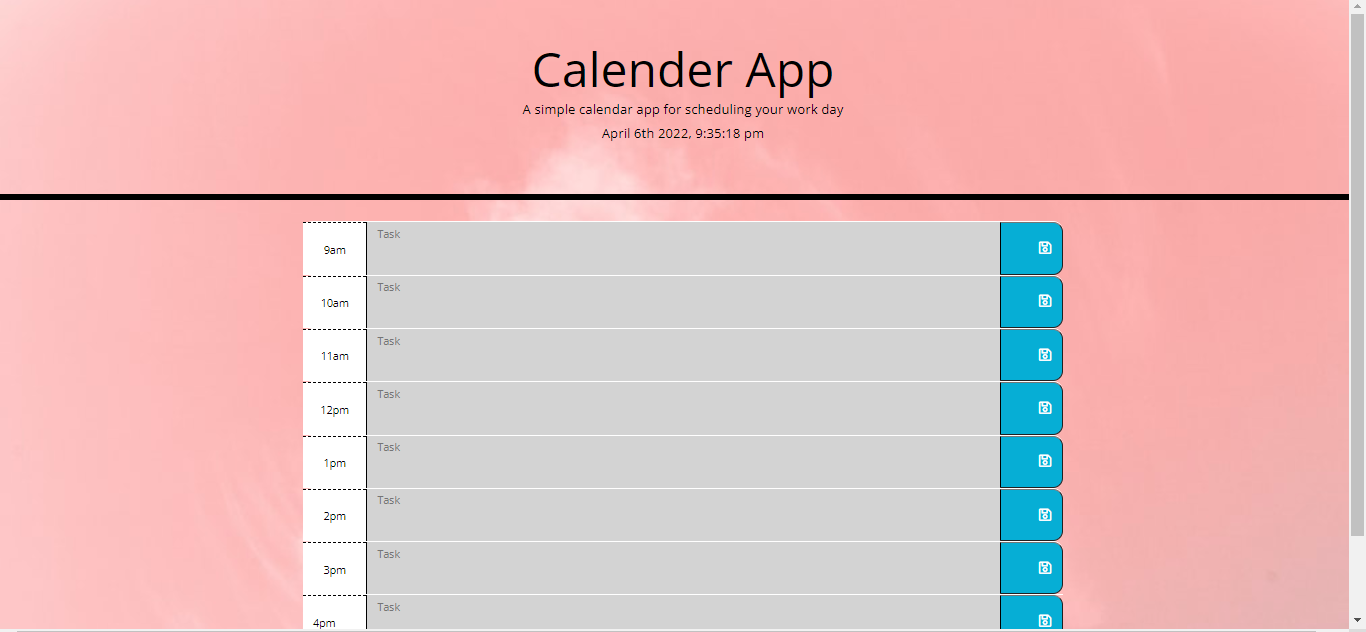 Calender App
A simple calendar app for scheduling your work day
April 6th 2022, 9:35:18 pm
9am Task
10am Task
11am Task
12pm Task
1pm Task
2pm Task
3pm Task
4pm Task